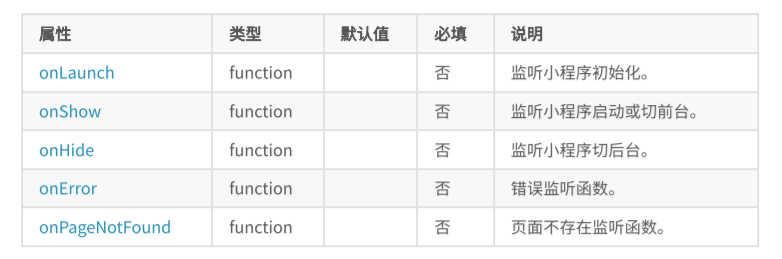 属性 类型 默认值 必填 说明
onLaunch function 否 监听小程序初始化。
onShow function 否 监听小程序启动或切前台。
onHide function 否 监听小程序切后台。
onError function 否 错误监听函数。
onPageNotFound function 否 页面不存在监听函数。